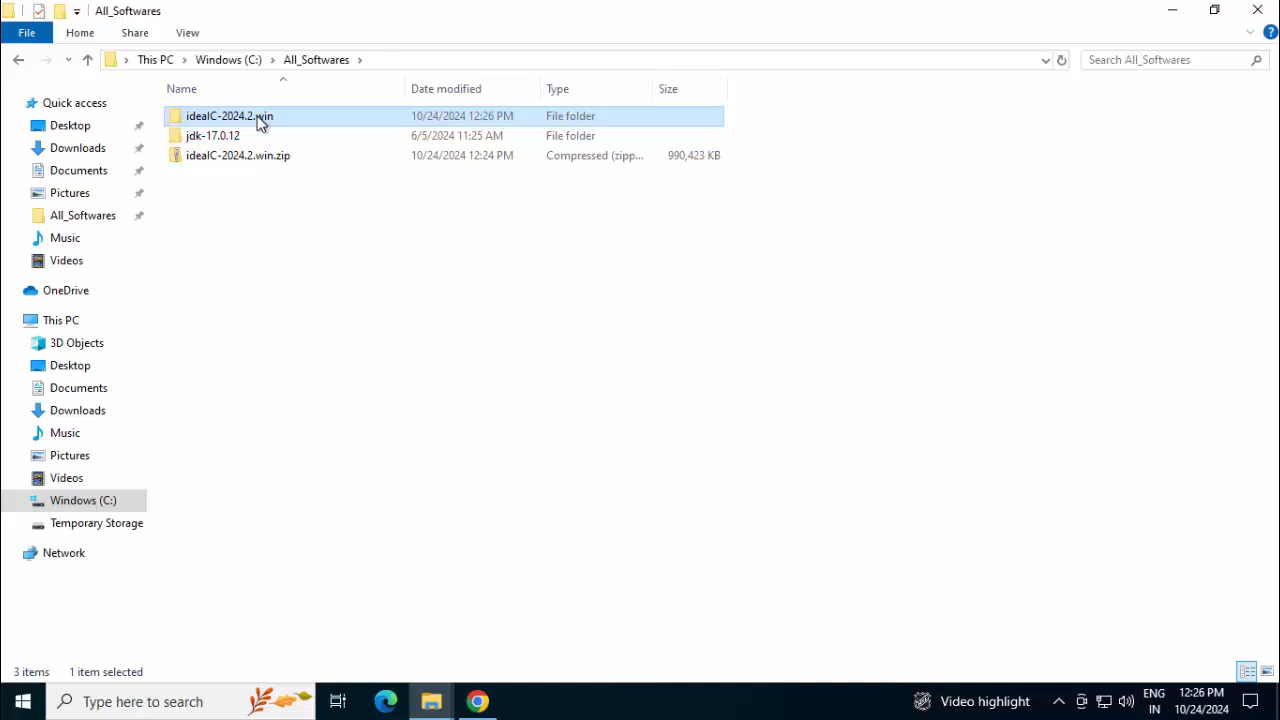 All_Softwares
File Home Share View
This PC Windows (C:) All_Softwares Search All_Softwares
Name Date modified Type Size
Quick access
Desktop
Downloads
Documents
Pictures
All_Softwares
Music
Videos
OneDrive
This PC
3D Objects
Desktop
Documents
Downloads
Music
Pictures
Videos
Windows (C:)
Temporary Storage
Network
ideaIC-2024.2.win 10/24/2024 12:26 PM File folder
jdk-17.0.12 6/5/2024 11:25 AM File folder
ideaIC-2024.2.win.zip 10/24/2024 12:24 PM Compressed (zipp... 990,423 KB
3 items 1 item selected
Type here to search
Video highlight
ENG
IN
12:26 PM
10/24/2024